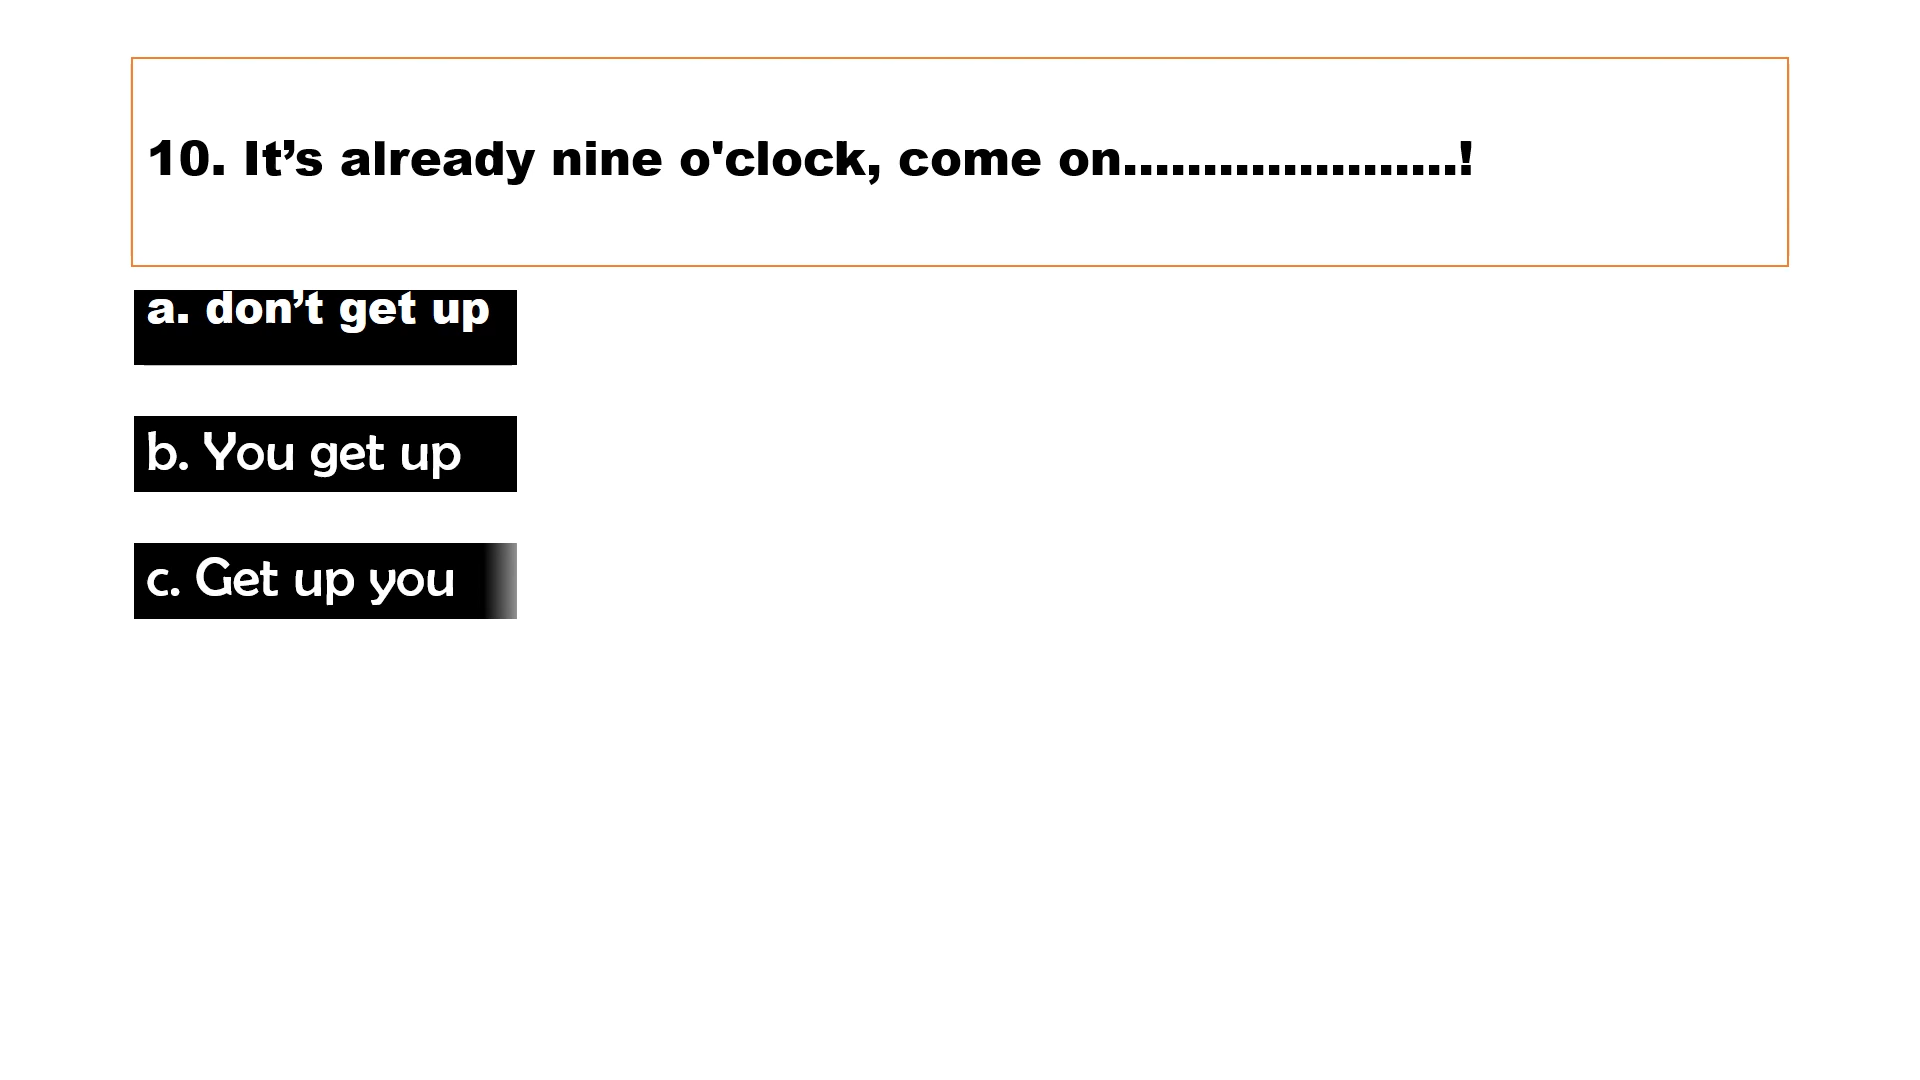 10. It’s already nine o'clock, come on.....................!
a. don’t get up
b. You get up
c. Get up you